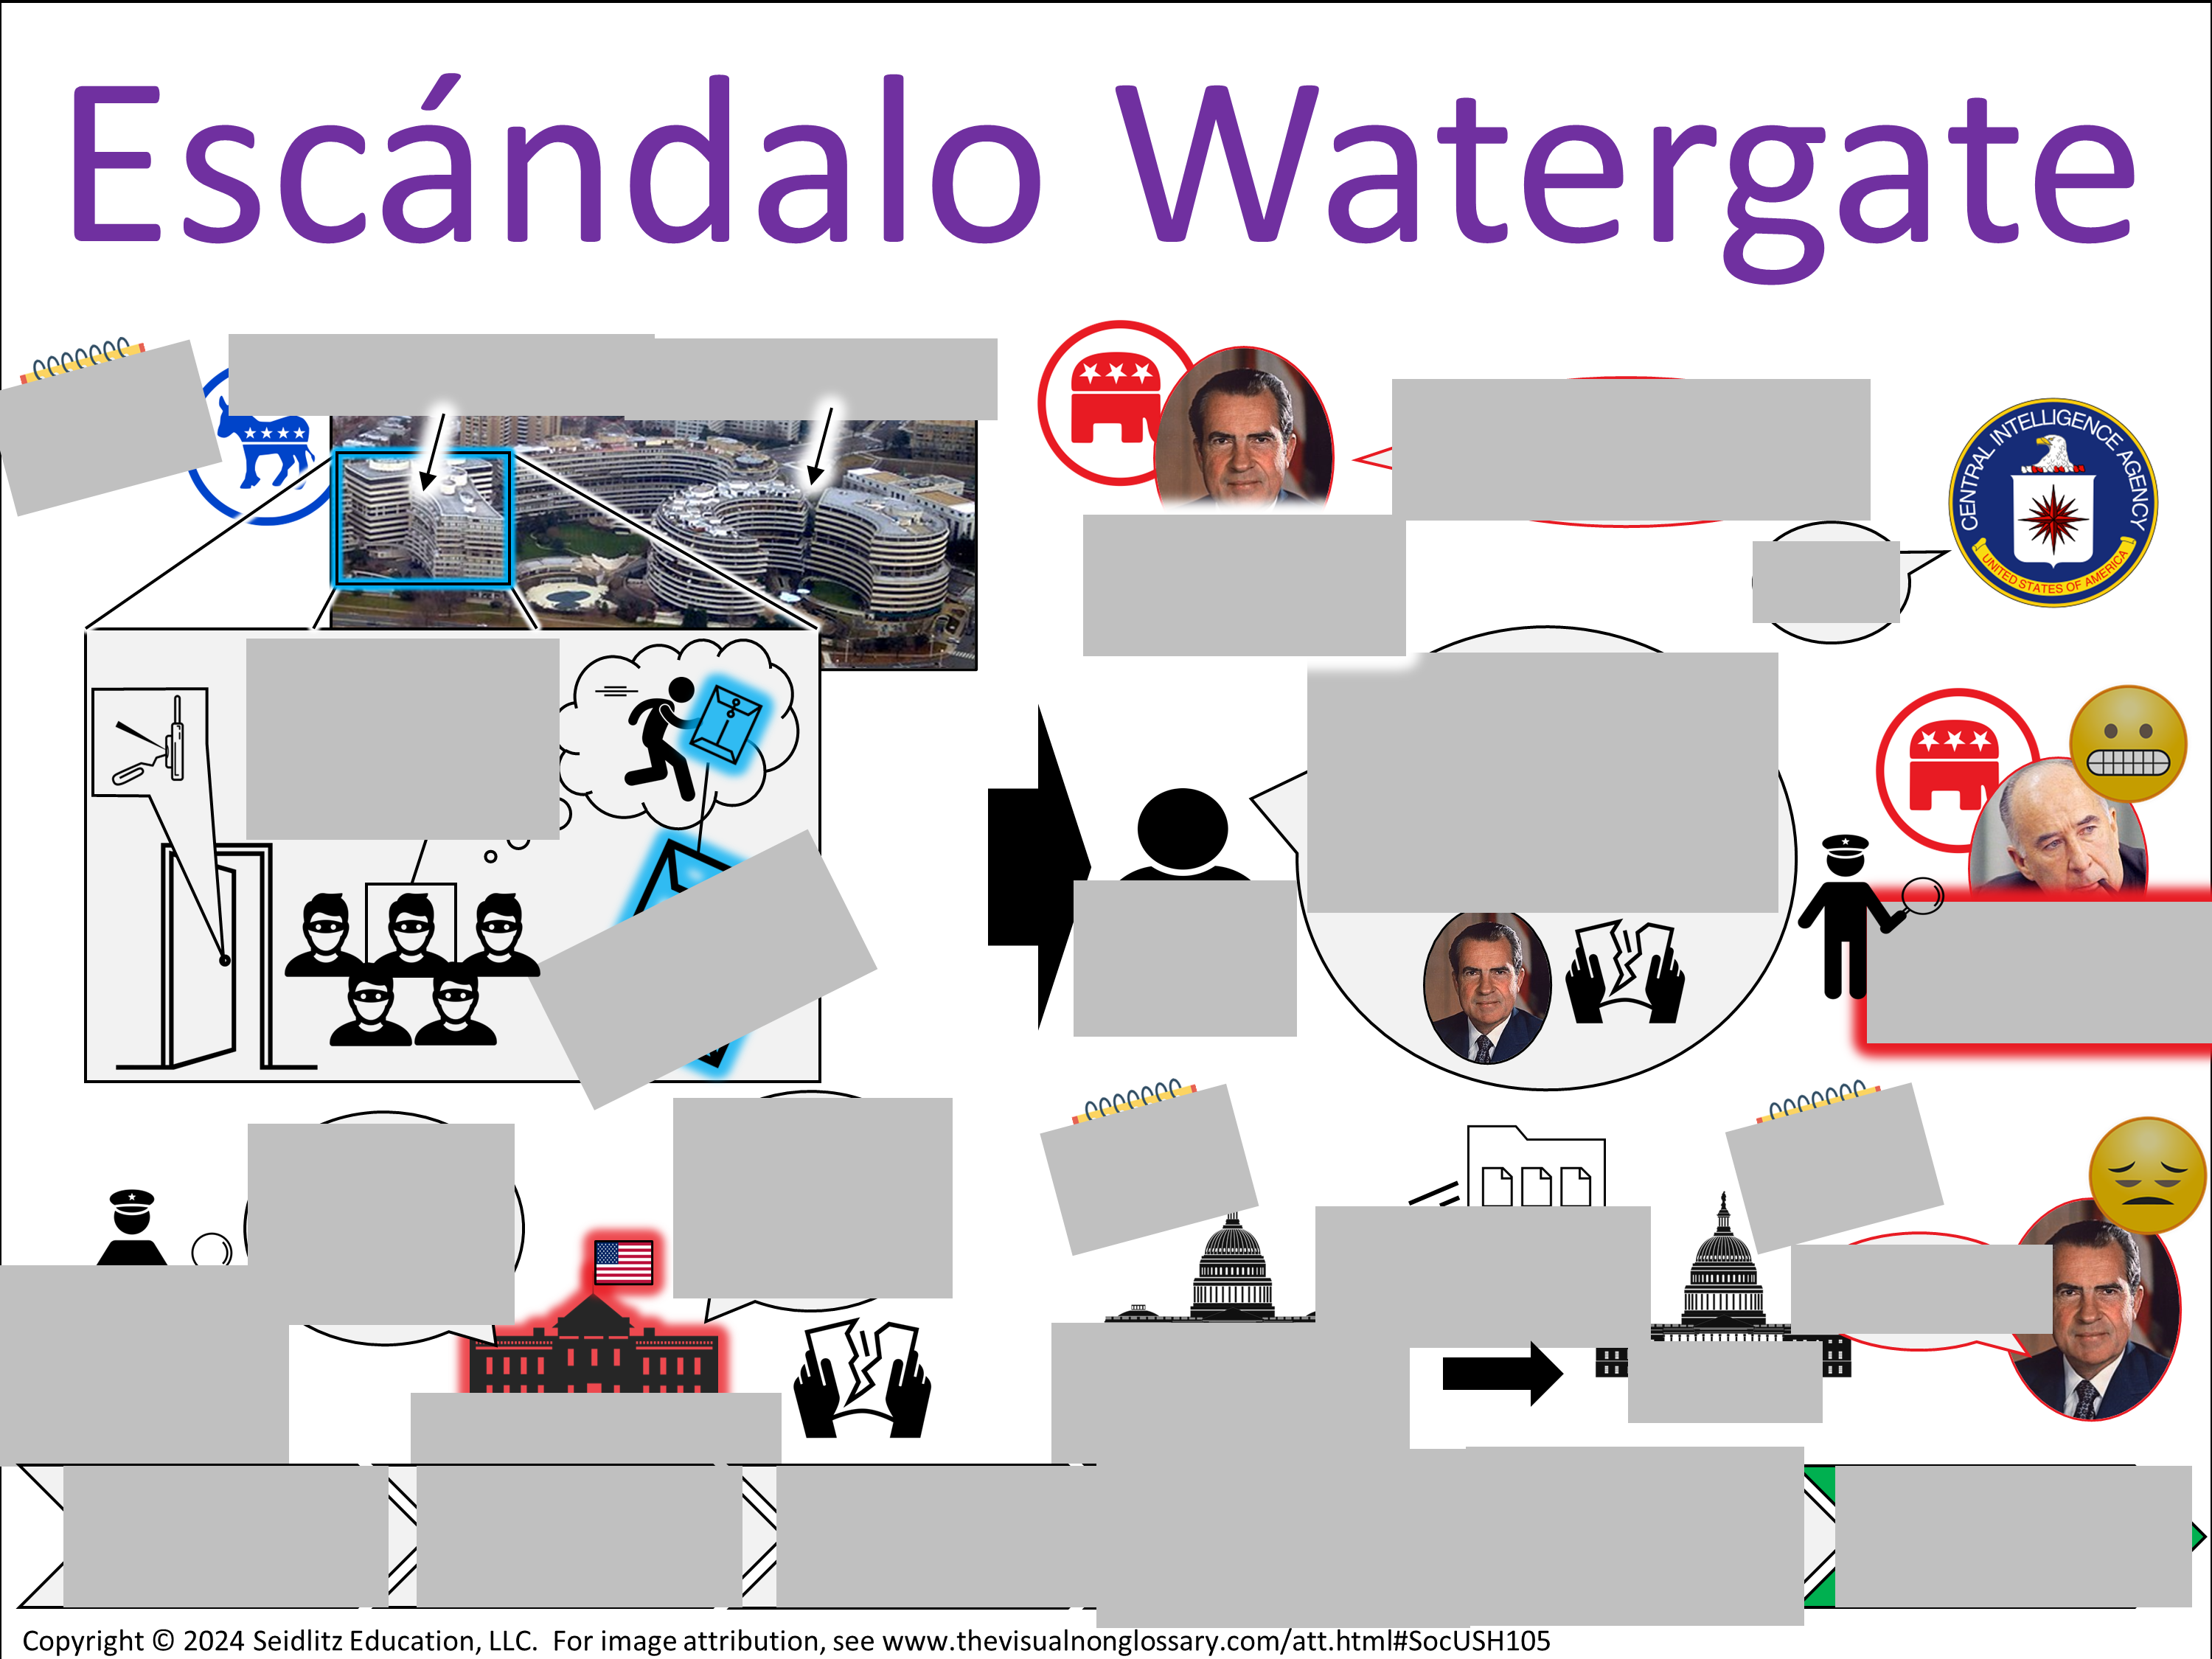 Escándalo Watergate
CENTRAL INTELLIGENCE AGENCY
UNITED STATES OF AMERICA
Copyright © 2024 Seidlitz Education, LLC.  For image attribution, see www.thevisualnonglossary.com/att.html#SocUSH105